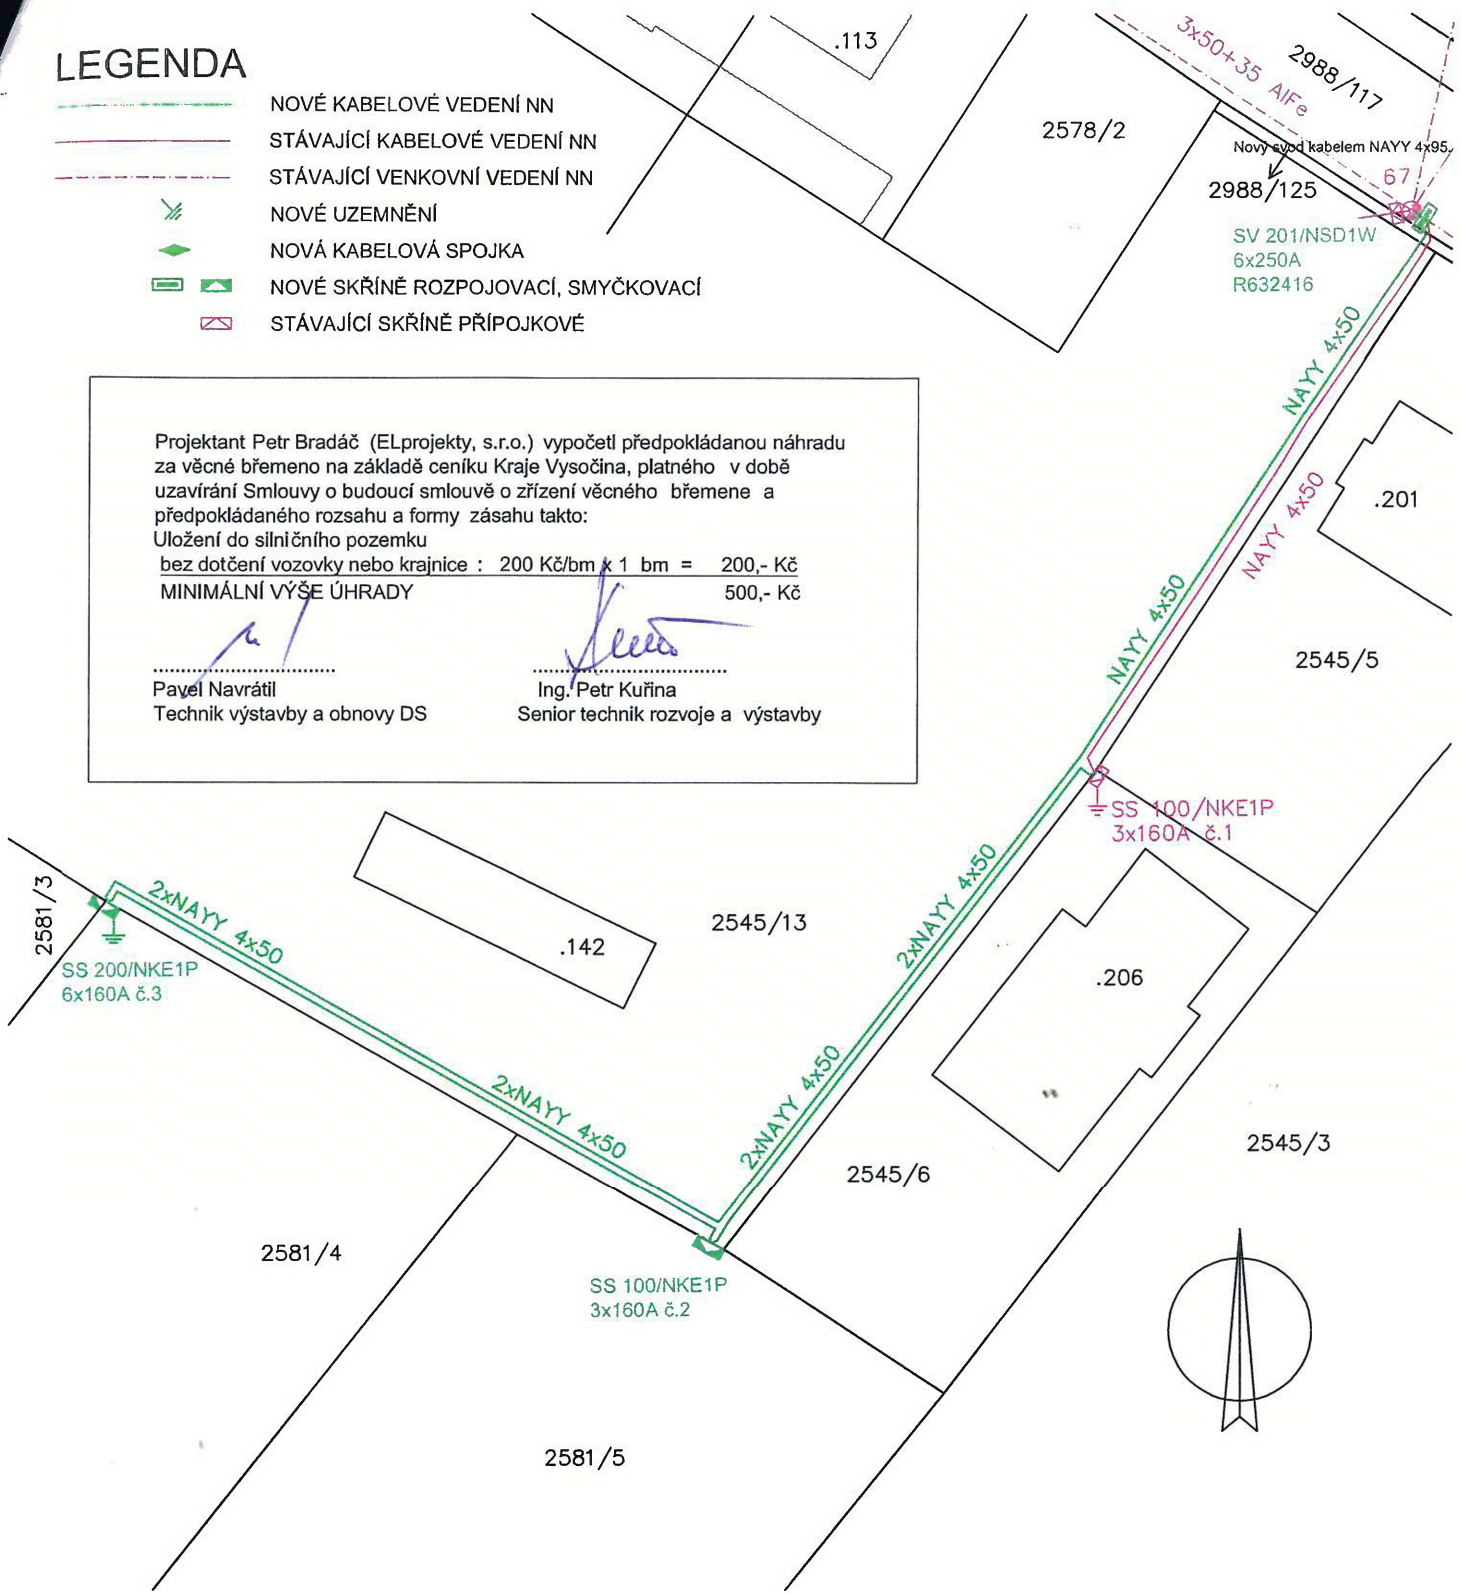 LEGENDA
NOVÉ KABELOVÉ VEDENÍ NN
STÁVAJÍCÍ KABELOVÉ VEDENÍ NN
STÁVAJÍCÍ VENKOVNÍ VEDENÍ NN
NOVÉ UZEMNĚNÍ
NOVÁ KABELOVÁ SPOJKA
NOVÉ SKŘÍNĚ ROZPOJOVACÍ, SMYČKOVACÍ
STÁVAJÍCÍ SKŘÍNĚ PŘÍPOJKOVÉ
.113
2578/2
3x50+35 AlFe
2988/117
Nový svod kabelem NAYY 4x95
67
2988/125
SV 201/NSD1W
6x250A
R632416
NAYY 4x50
.201
NAYY 4x50
NAYY 4x50
2545/5
Projektant Petr Bradáč (ELprojekty, s.r.o.) vypočetl předpokládanou náhradu
za věcné břemeno na základě ceníku Kraje Vysočina, platného v době
uzavírání Smlouvy o budoucí smlouvě o zřízení věcného břemene a
předpokládaného rozsahu a formy zásahu takto:
Uložení do silničního pozemku
bez dotčení vozovky nebo krajnice : 200 Kč/bm x 1 bm = 200,- Kč
MINIMÁLNÍ VÝŠE ÚHRADY 500,- Kč
Pavel Navrátil
Technik výstavby a obnovy DS
Ing. Petr Kuřina
Senior technik rozvoje a výstavby
SS 100/NKE1P
3x160A č.1
2581/3
2xNAYY 4x50
SS 200/NKE1P
6x160A č.3
.142
2545/13
2xNAYY 4x50
.206
2xNAYY 4x50
2xNAYY 4x50
2545/6
2545/3
2581/4
SS 100/NKE1P
3x160A č.2
2581/5